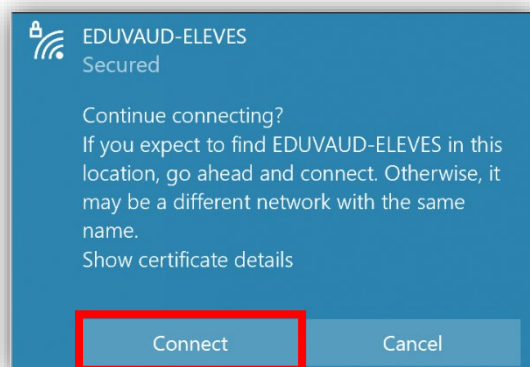 EDUVAUD-ELEVES
Secured
Continue connecting?
If you expect to find EDUVAUD-ELEVES in this
location, go ahead and connect. Otherwise, it
may be a different network with the same
name.
Show certificate details
Connect
Cancel